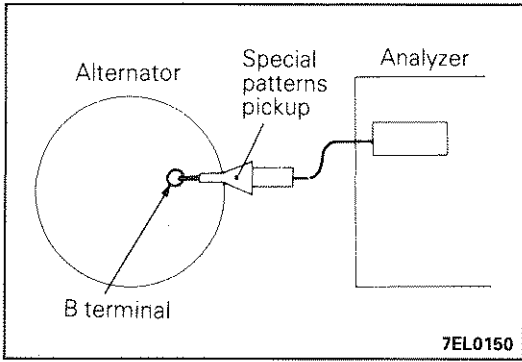 Alternator
Special
patterns
pickup
Analyzer
B terminal
7EL0150